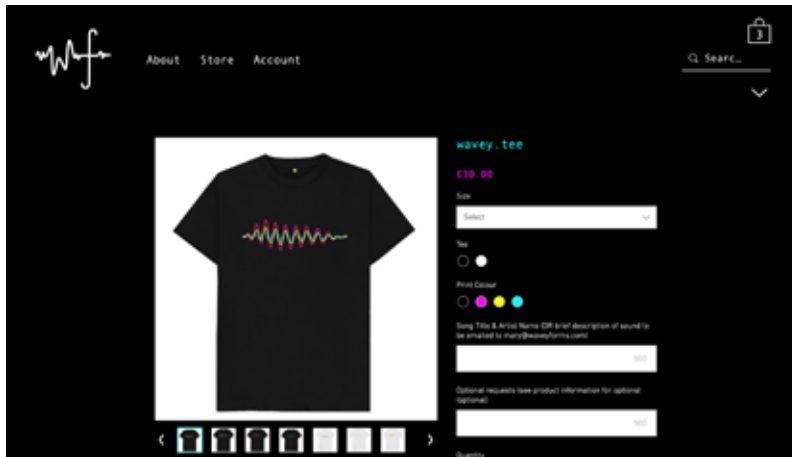 3
About Store Account
Searc…
wavey.tee
£30.00
Size
Select
Tee
Print Colour
Song Title & Artist Name (OR brief description of sound to
be emailed to mary@waveyforms.com)
500
Optional requests (see product information for options)
(optional)
500
Quantity